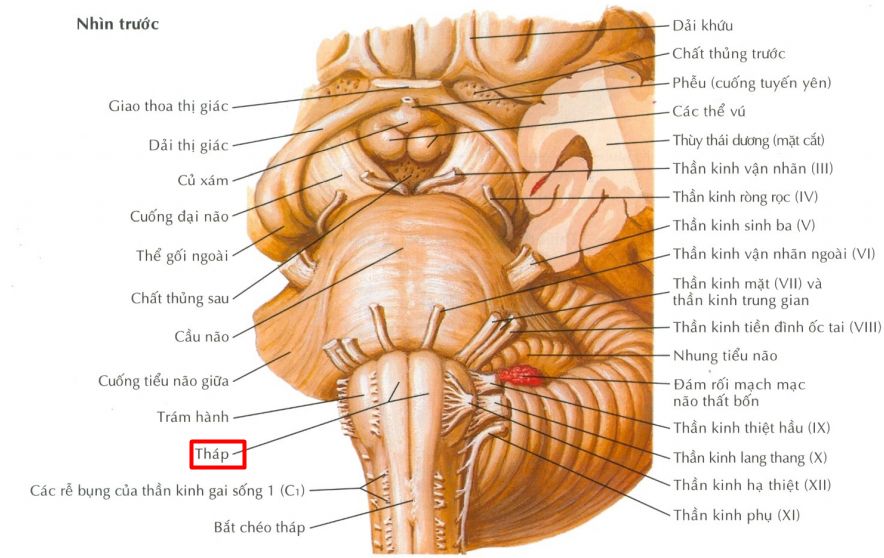 Nhìn trước
Giao thoa thị giác
Dải thị giác
Củ xám
Cuống đại não
Thể gối ngoài
Chất thủng sau
Cầu não
Cuống tiểu não giữa
Trám hành
Tháp
Các rễ bụng của thần kinh gai sống 1 (C₁)
Bắt chéo tháp
Dải khứu
Chất thủng trước
Phễu (cuống tuyến yên)
Các thể vú
Thùy thái dương (mặt cắt)
Thần kinh vận nhãn (III)
Thần kinh ròng rọc (IV)
Thần kinh sinh ba (V)
Thần kinh vận nhãn ngoài (VI)
Thần kinh mặt (VII) và
thần kinh trung gian
Thần kinh tiền đình ốc tai (VIII)
Nhung tiểu não
Đám rối mạch mạc
não thất bốn
Thần kinh thiệt hầu (IX)
Thần kinh lang thang (X)
Thần kinh hạ thiệt (XII)
Thần kinh phụ (XI)